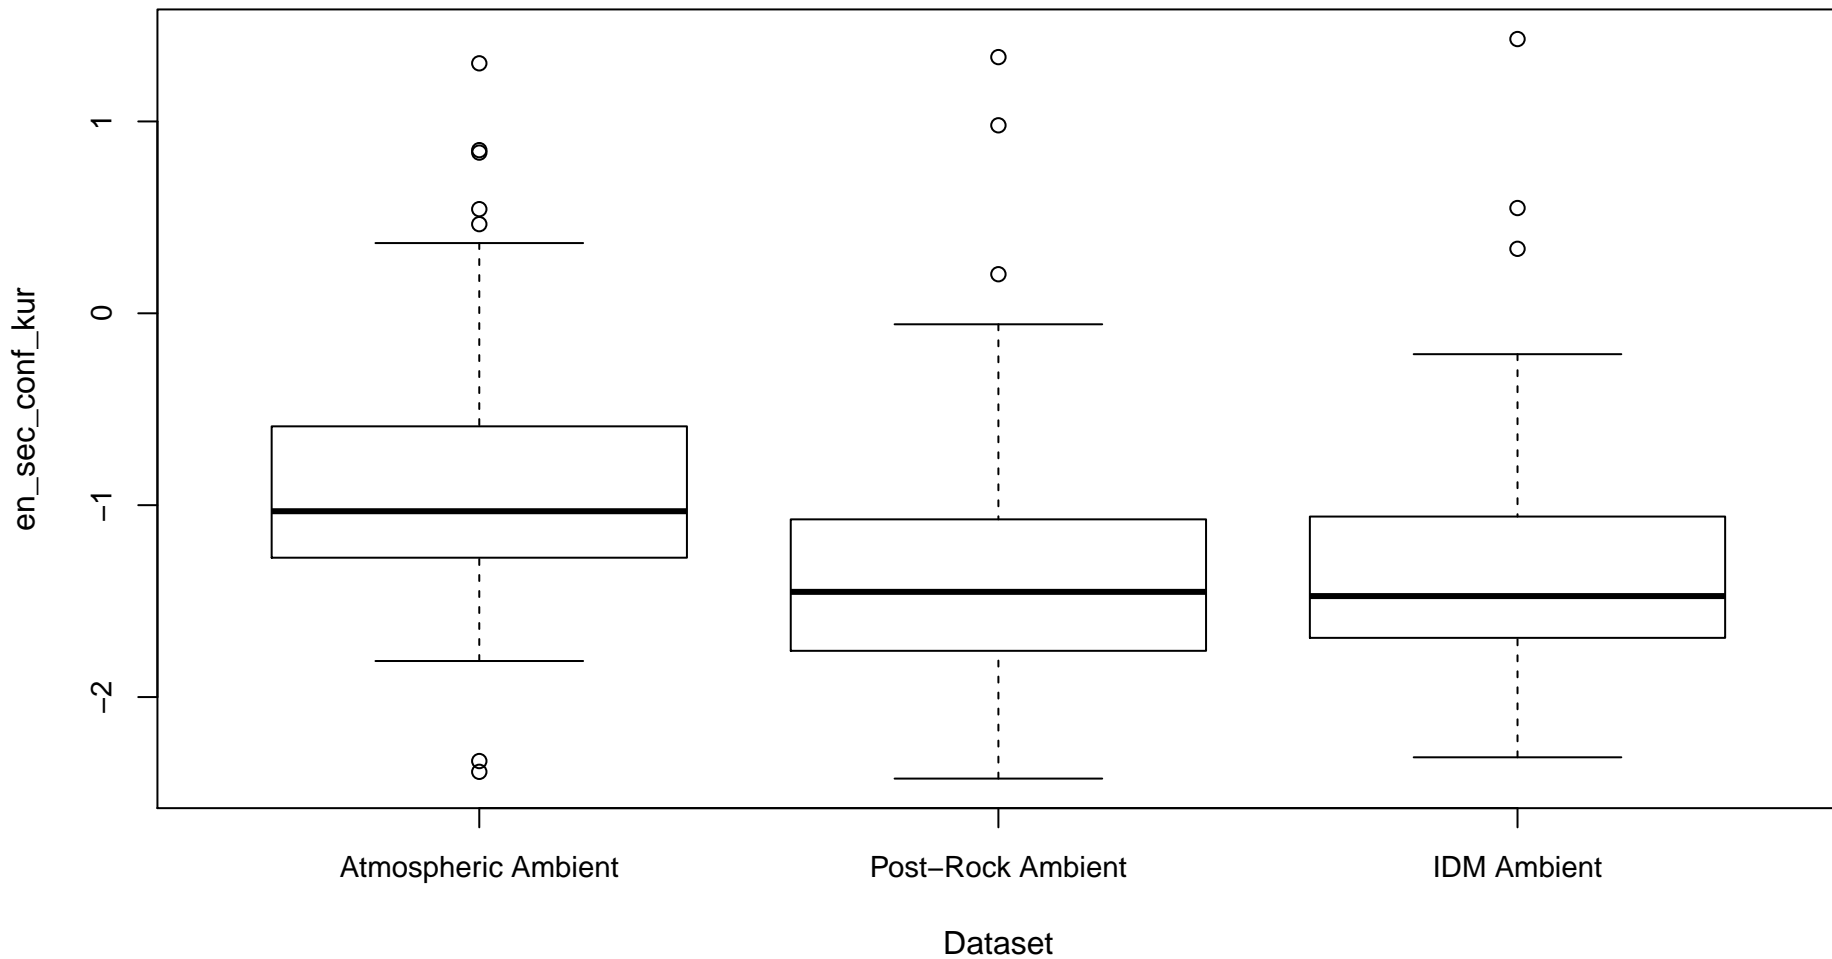 en_sec_conf_kur
1
0
−1
−2
Atmospheric Ambient
Post−Rock Ambient
IDM Ambient
Dataset